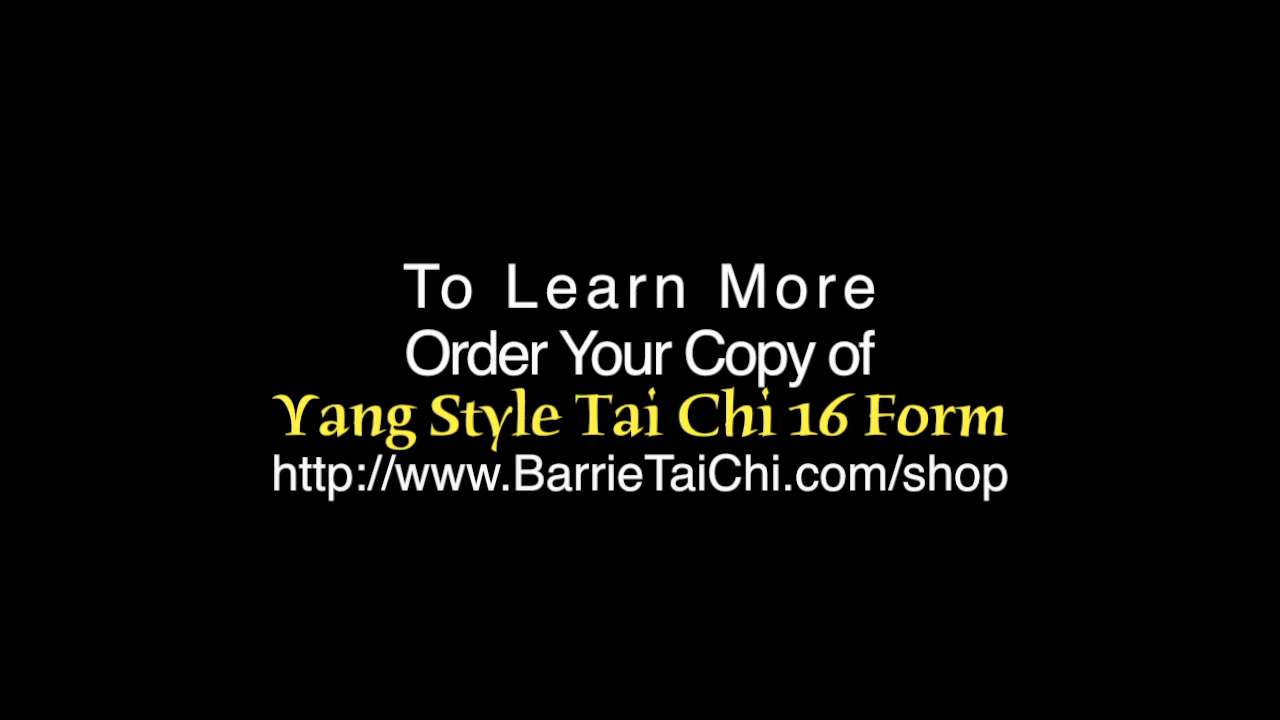 To Learn More
Order Your Copy of
Yang Style Tai Chi 16 Form
http://www.BarrieTaiChi.com/shop